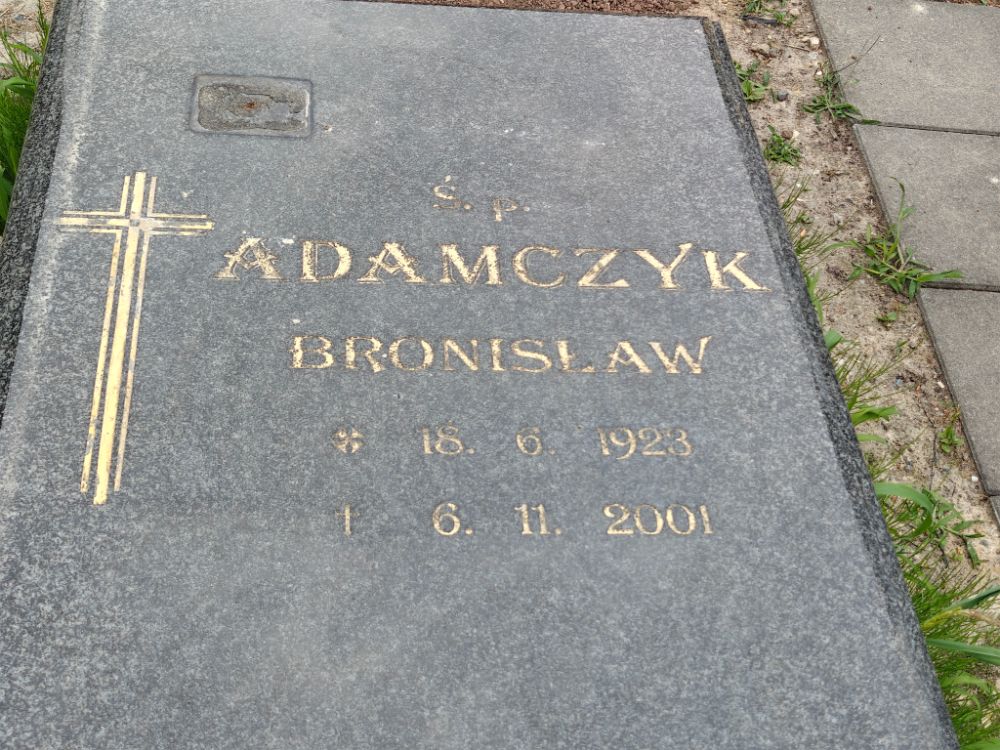 Ś. p.
ADAMCZYK
BRONISŁAW
* 18. 6. 1923
† 6. 11. 2001